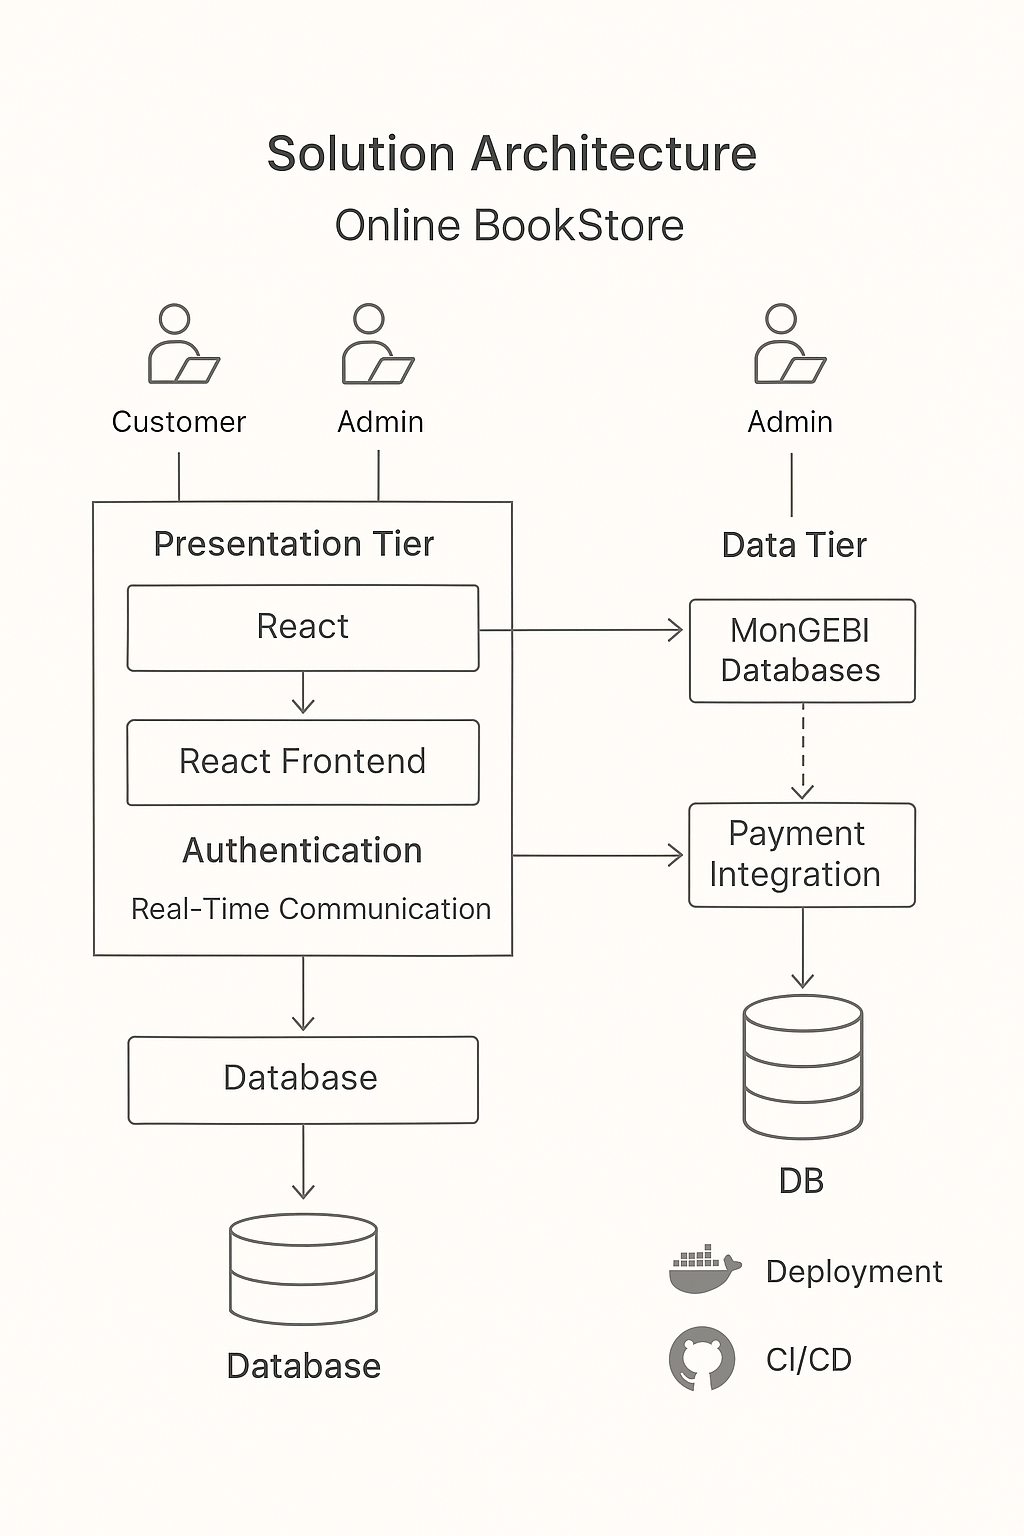 Solution Architecture
Online BookStore
Customer
Admin
Admin
Presentation Tier
React
React Frontend
Authentication
Real-Time Communication
Database
Database
Data Tier
MonGEBI
Databases
Payment
Integration
DB
Deployment
CI/CD